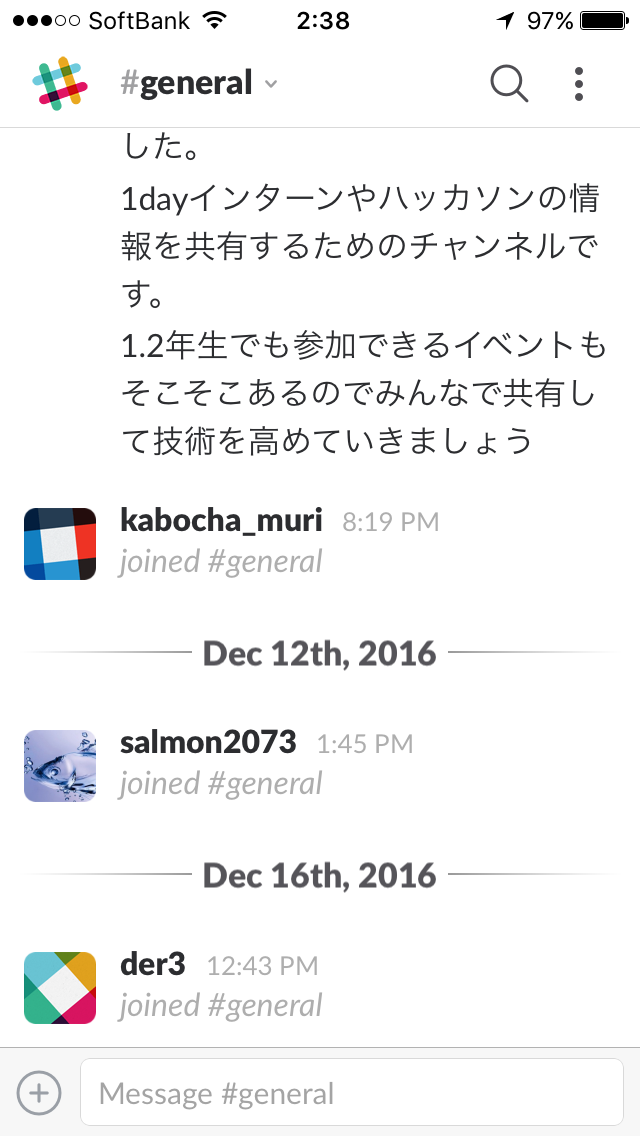 SoftBank 2:38 97%
#general
した。
1dayインターンやハッカソンの情
報を共有するためのチャンネルで
す。
1.2年生でも参加できるイベントも
そこそこあるのでみんなで共有し
て技術を高めていきましょう
kabocha_muri 8:19 PM
joined #general
Dec 12th, 2016
salmon2073 1:45 PM
joined #general
Dec 16th, 2016
der3 12:43 PM
joined #general
Message #general